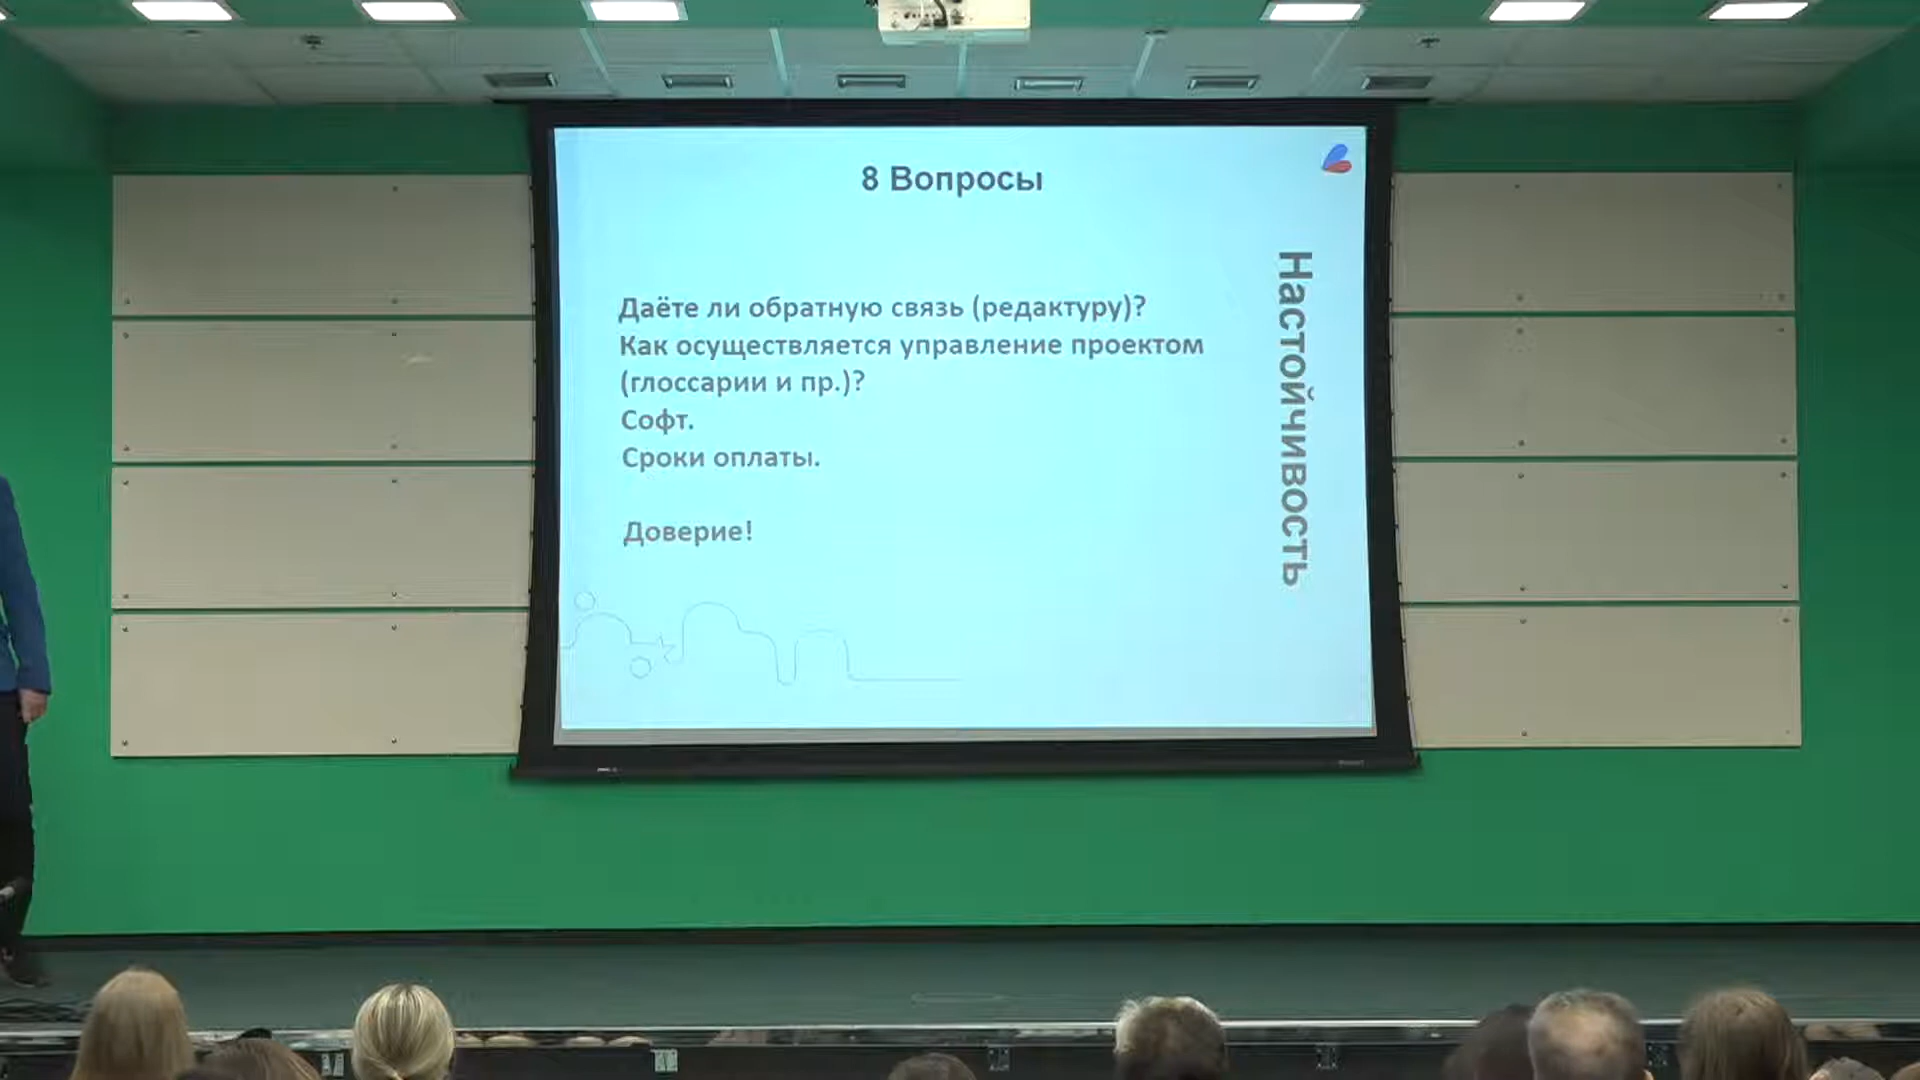 8 Вопросы
Даёте ли обратную связь (редактуру)?
Как осуществляется управление проектом
(глоссарии и пр.)?
Софт.
Сроки оплаты.
Доверие!
Настойчивость